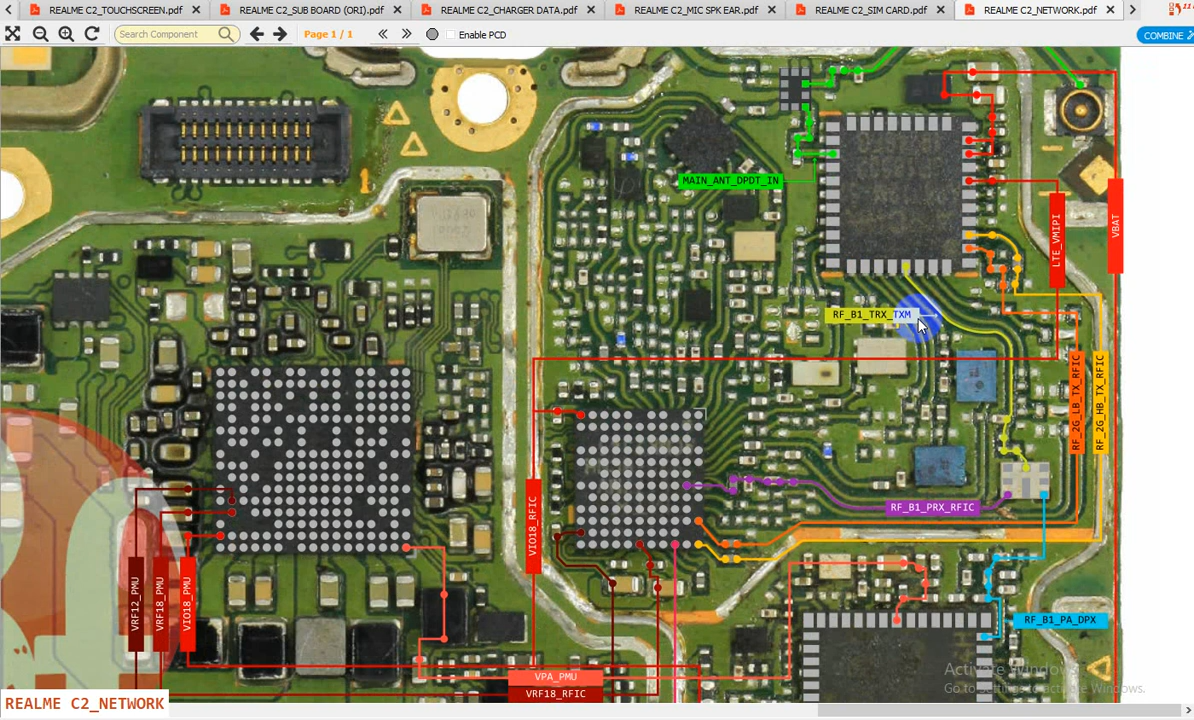 REALME C2_TOUCHSCREEN.pdf
REALME C2_SUB BOARD (ORI).pdf
REALME C2_CHARGER DATA.pdf
REALME C2_MIC SPK EAR.pdf
REALME C2_SIM CARD.pdf
REALME C2_NETWORK.pdf
Search Component
Page 1 / 1
Enable PCD
COMBINE
MAIN_ANT_DPDT_IN
LTE_VMIPI
VBAT
RF_B1_TRX_TXM
RF_2G_LB_TX_RFIC
RF_2G_HB_TX_RFIC
VIO18_RFIC
RF_B1_PRX_RFIC
VRF12_PMU
VRF18_PMU
VIO18_PMU
RF_B1_PA_DPX
VPA_PMU
VRF18_RFIC
Activate Windows
Go to Settings to activate Windows.
REALME C2_NETWORK